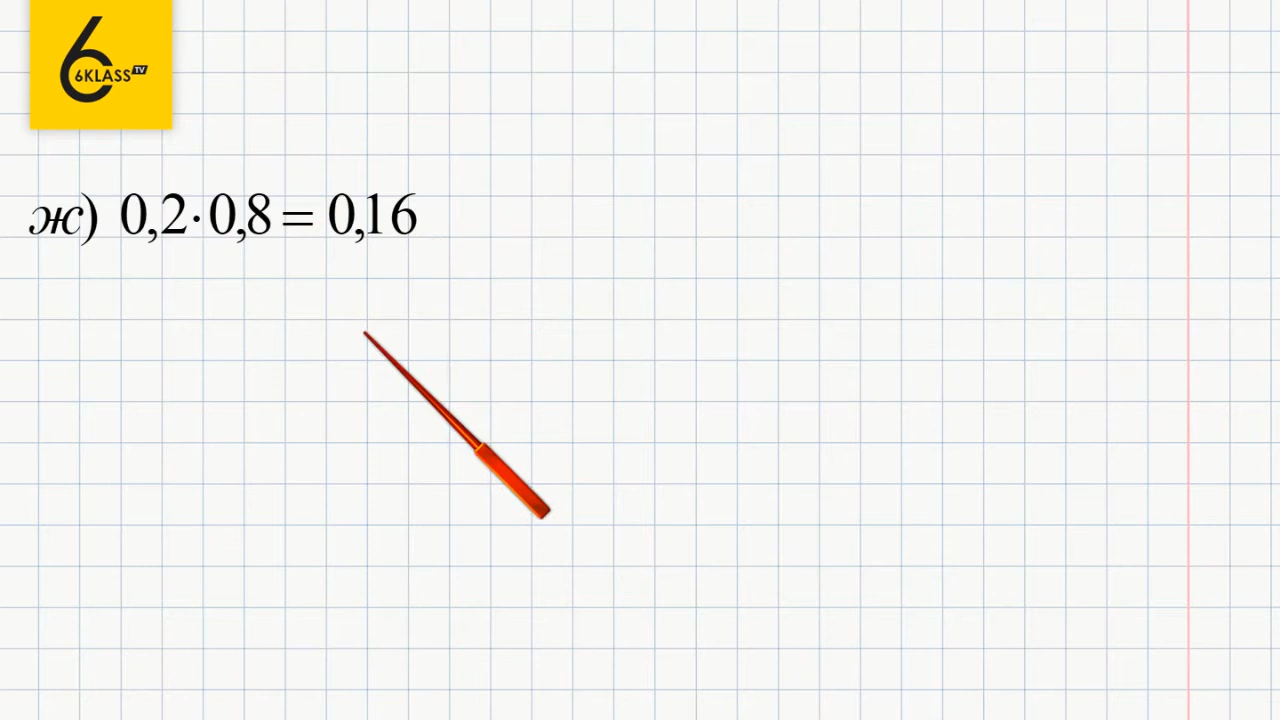 6KLASS TV
ж) 0,2·0,8 = 0,16